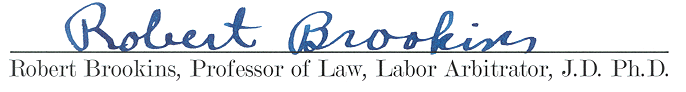 Robert Brookins
Robert Brookins, Professor of Law, Labor Arbitrator, J.D. Ph.D.